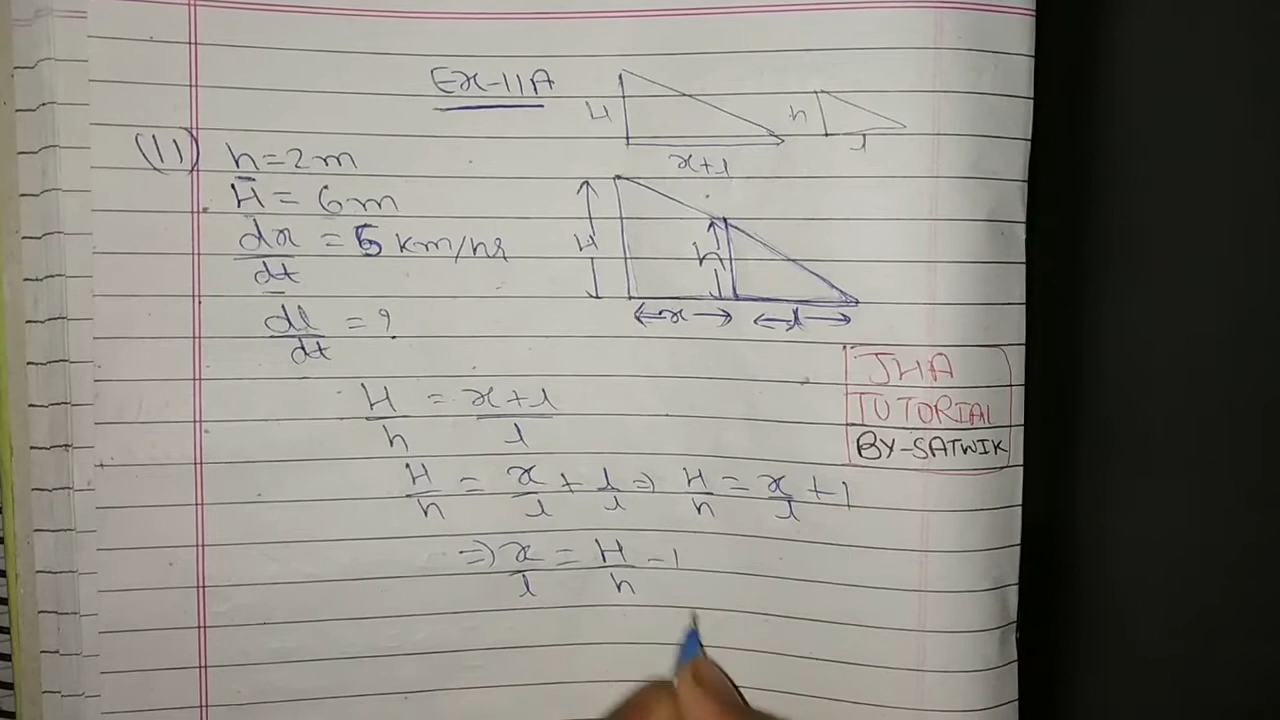 Ex-11A
H
x+l
h
l
(11) h=2m
H = 6m
dx/dt = 5 km/hr
dl/dt = ?
H
h
x
l
H/h = x+l/l
H/h = x/l + l/l ⇒ H/h = x/l + 1
⇒ x/l = H/h - 1
JHA
TUTORIAL
BY-SATWIK